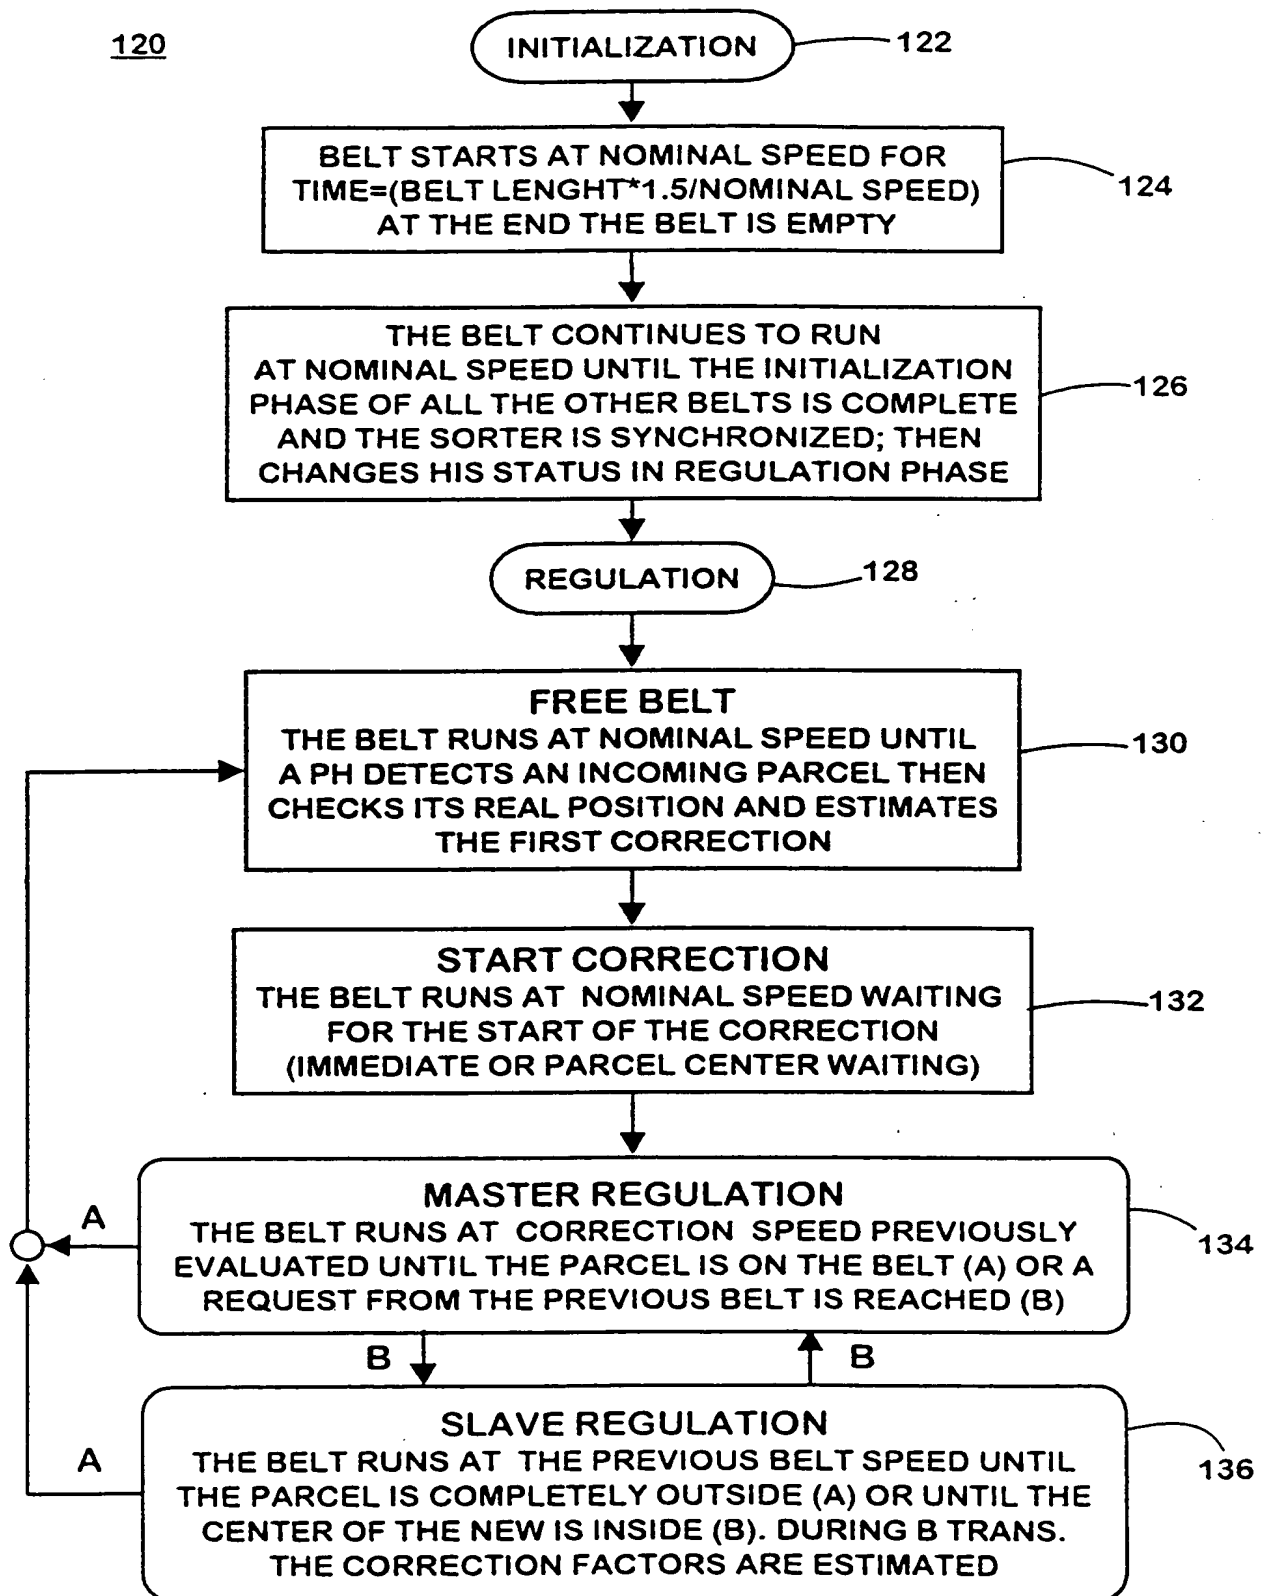 120
INITIALIZATION
122
BELT STARTS AT NOMINAL SPEED FOR
TIME=(BELT LENGHT*1.5/NOMINAL SPEED)
AT THE END THE BELT IS EMPTY
124
THE BELT CONTINUES TO RUN
AT NOMINAL SPEED UNTIL THE INITIALIZATION
PHASE OF ALL THE OTHER BELTS IS COMPLETE
AND THE SORTER IS SYNCHRONIZED; THEN
CHANGES HIS STATUS IN REGULATION PHASE
126
REGULATION
128
FREE BELT
THE BELT RUNS AT NOMINAL SPEED UNTIL
A PH DETECTS AN INCOMING PARCEL THEN
CHECKS ITS REAL POSITION AND ESTIMATES
THE FIRST CORRECTION
130
START CORRECTION
THE BELT RUNS AT NOMINAL SPEED WAITING
FOR THE START OF THE CORRECTION
(IMMEDIATE OR PARCEL CENTER WAITING)
132
MASTER REGULATION
THE BELT RUNS AT CORRECTION SPEED PREVIOUSLY
EVALUATED UNTIL THE PARCEL IS ON THE BELT (A) OR A
REQUEST FROM THE PREVIOUS BELT IS REACHED (B)
134
A
B
B
SLAVE REGULATION
THE BELT RUNS AT THE PREVIOUS BELT SPEED UNTIL
THE PARCEL IS COMPLETELY OUTSIDE (A) OR UNTIL THE
CENTER OF THE NEW IS INSIDE (B). DURING B TRANS.
THE CORRECTION FACTORS ARE ESTIMATED
136
A